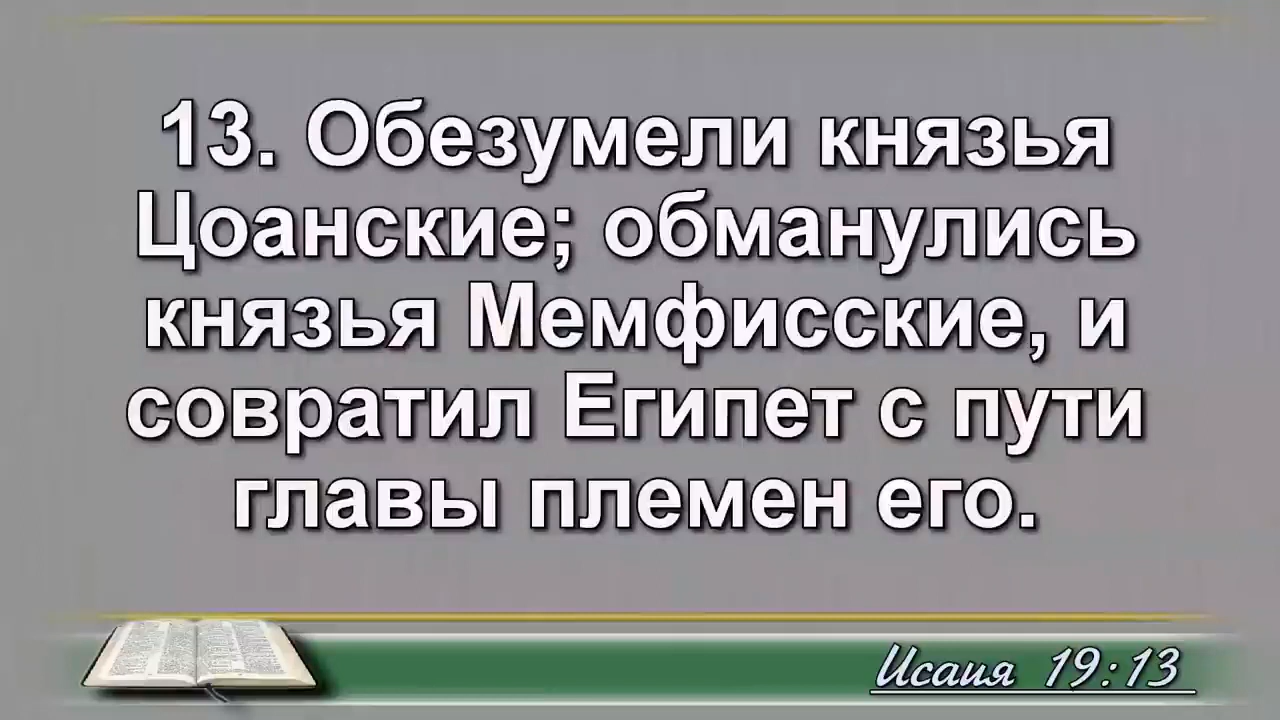 13. Обезумели князья
Цоанские; обманулись
князья Мемфисские, и
совратил Египет с пути
главы племен его.
Исаия 19:13